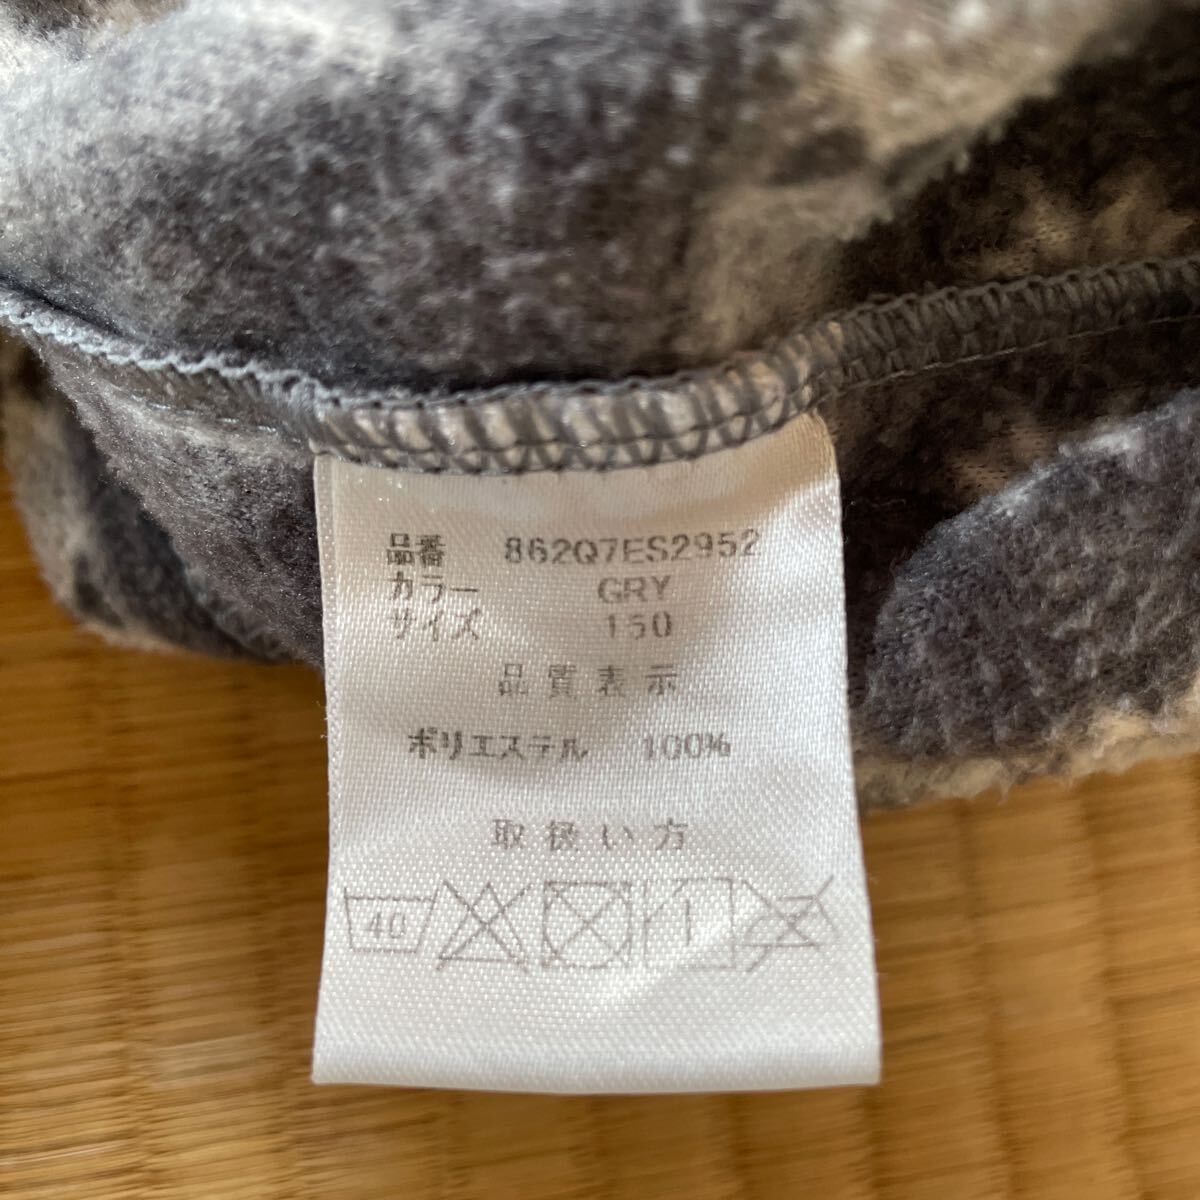 品番 862Q7ES2952
カラー GRY
サイズ 150
品質表示
ポリエステル 100%
取扱い方
40